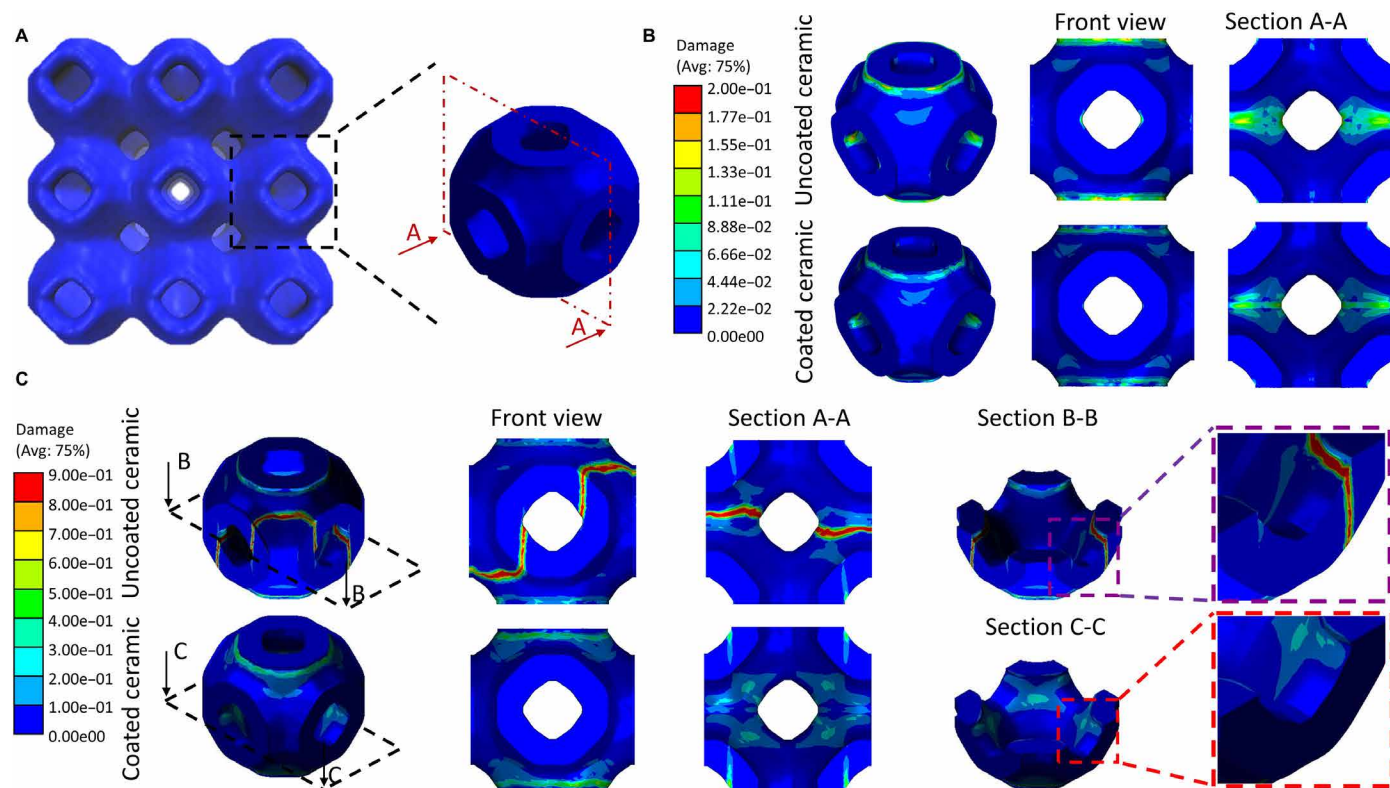 A
A
A
B
Damage
(Avg: 75%)
2.00e-01
1.77e-01
1.55e-01
1.33e-01
1.11e-01
8.88e-02
6.66e-02
4.44e-02
2.22e-02
0.00e00
Uncoated ceramic
Coated ceramic
Front view
Section A-A
C
Damage
(Avg: 75%)
9.00e-01
8.00e-01
7.00e-01
6.00e-01
5.00e-01
4.00e-01
3.00e-01
2.00e-01
1.00e-01
0.00e00
Uncoated ceramic
Coated ceramic
B
B
C
C
Front view
Section A-A
Section B-B
Section C-C